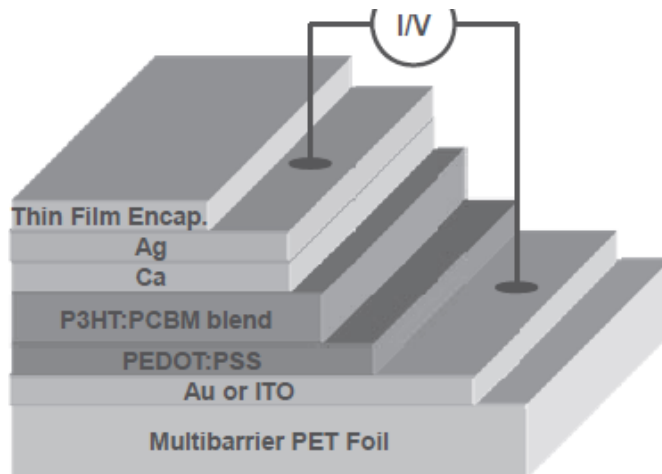 I/V
Thin Film Encap.
Ag
Ca
P3HT:PCBM blend
PEDOT:PSS
Au or ITO
Multibarrier PET Foil